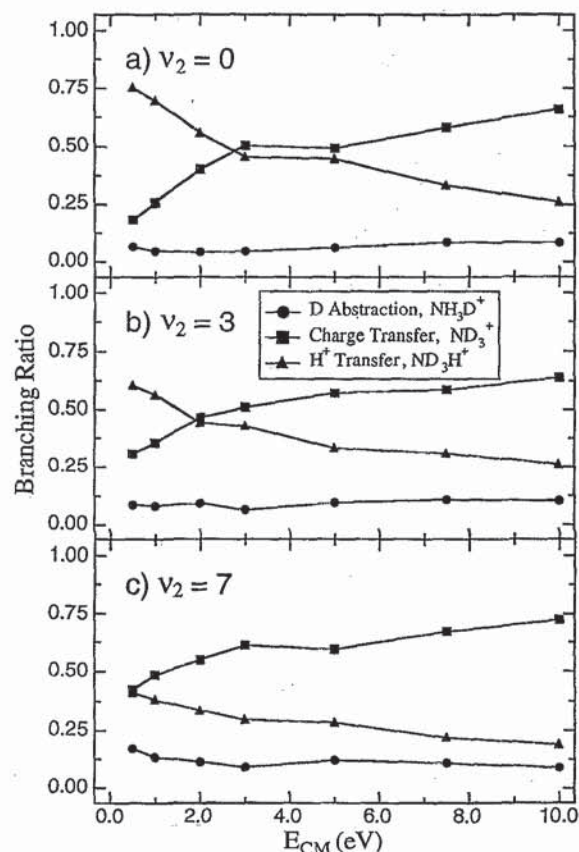 1.00
a) ν₂ = 0
0.75
0.50
0.25
0.00
1.00
b) ν₂ = 3
D Abstraction, NH₃D⁺
Charge Transfer, ND₃⁺
H⁺ Transfer, ND₃H⁺
0.75
0.50
0.25
0.00
Branching Ratio
1.00
c) ν₂ = 7
0.75
0.50
0.25
0.00
0.0 2.0 4.0 6.0 8.0 10.0
E_CM (eV)